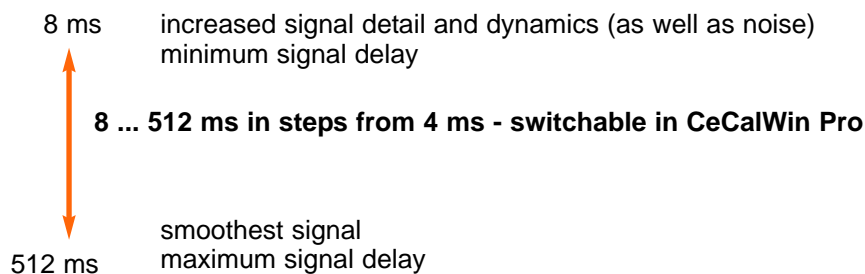 8 ms increased signal detail and dynamics (as well as noise)
minimum signal delay
8 ... 512 ms in steps from 4 ms - switchable in CeCalWin Pro
smoothest signal
512 ms maximum signal delay